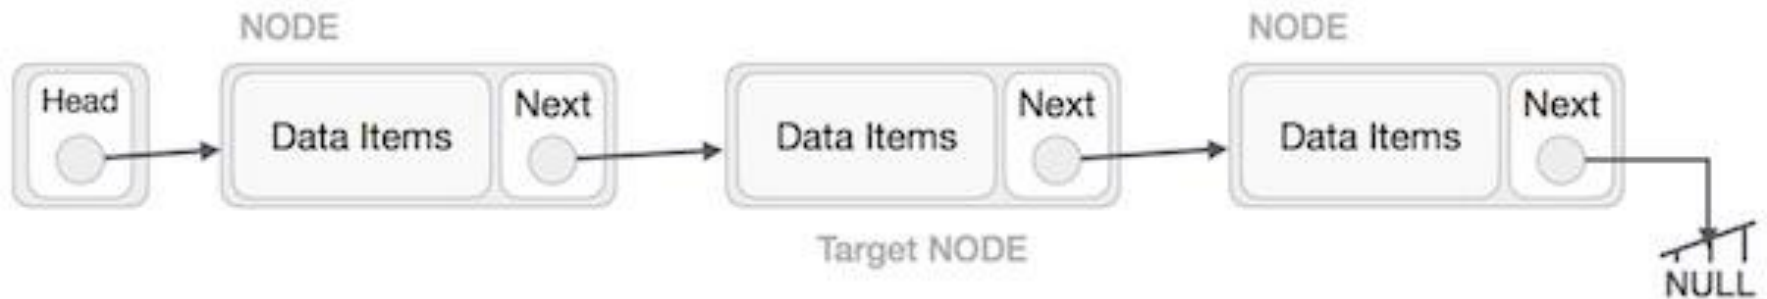 NODE
NODE
Head
Data Items
Next
Data Items
Next
Data Items
Next
Target NODE
NULL